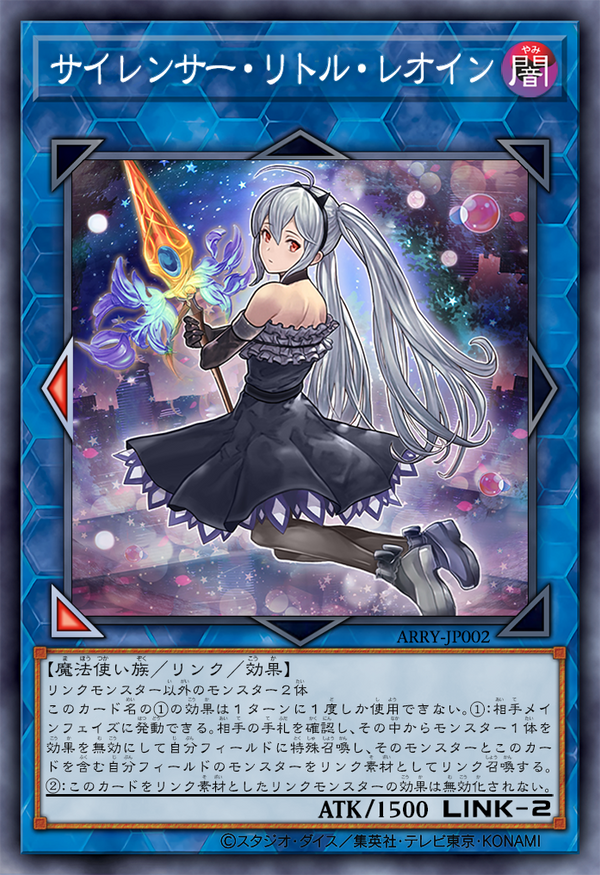 サイレンサー・リトル・レオイン
やみ
闇
ARRY-JP002
【魔法使い族／リンク／効果】
リンクモンスター以外のモンスター２体
このカード名の①の効果は１ターンに１度しか使用できない。①：相手メイ
ンフェイズに発動できる。相手の手札を確認し、その中からモンスター１体を
効果を無効にして自分フィールドに特殊召喚し、そのモンスターとこのカー
ドを含む自分フィールドのモンスターをリンク素材としてリンク召喚する。
②：このカードをリンク素材としたリンクモンスターの効果は無効化されない。
ATK/1500 LINK-2
©スタジオ・ダイス／集英社・テレビ東京・KONAMI